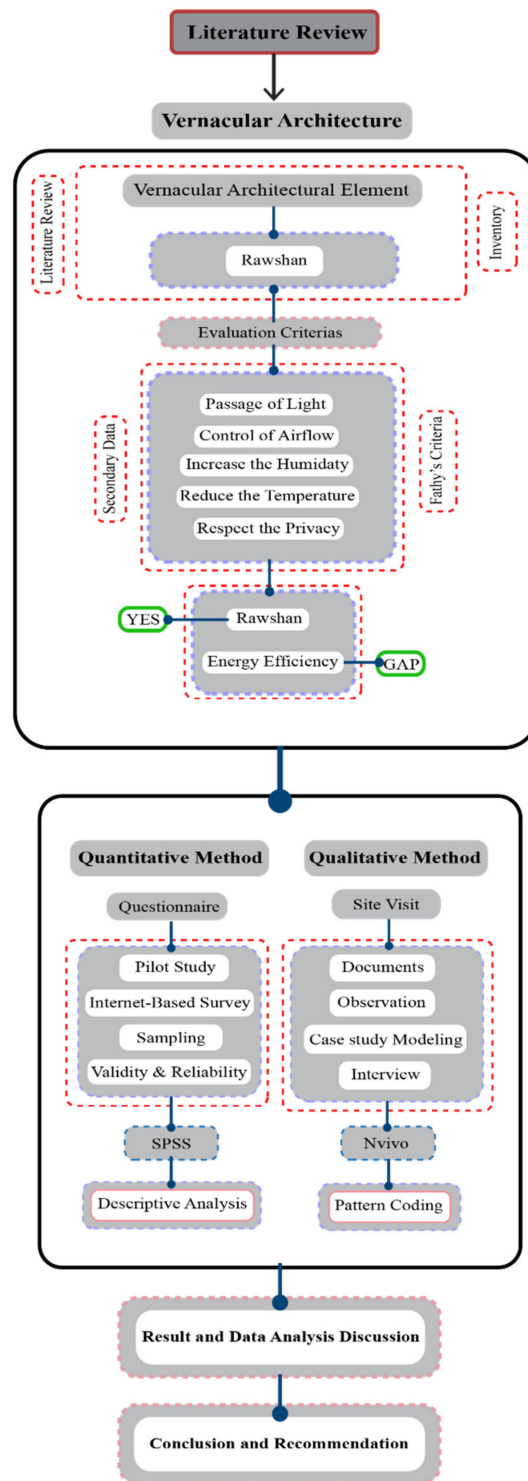 Literature Review
Vernacular Architecture
Literature Review
Vernacular Architectural Element
Inventory
Rawshan
Evaluation Criterias
Secondary Data
Passage of Light
Control of Airflow
Increase the Humidaty
Reduce the Temperature
Respect the Privacy
Fathy's Criteria
YES
Rawshan
Energy Efficiency
GAP
Quantitative Method
Questionnaire
Pilot Study
Internet-Based Survey
Sampling
Validity & Reliability
SPSS
Descriptive Analysis
Qualitative Method
Site Visit
Documents
Observation
Case study Modeling
Interview
Nvivo
Pattern Coding
Result and Data Analysis Discussion
Conclusion and Recommendation